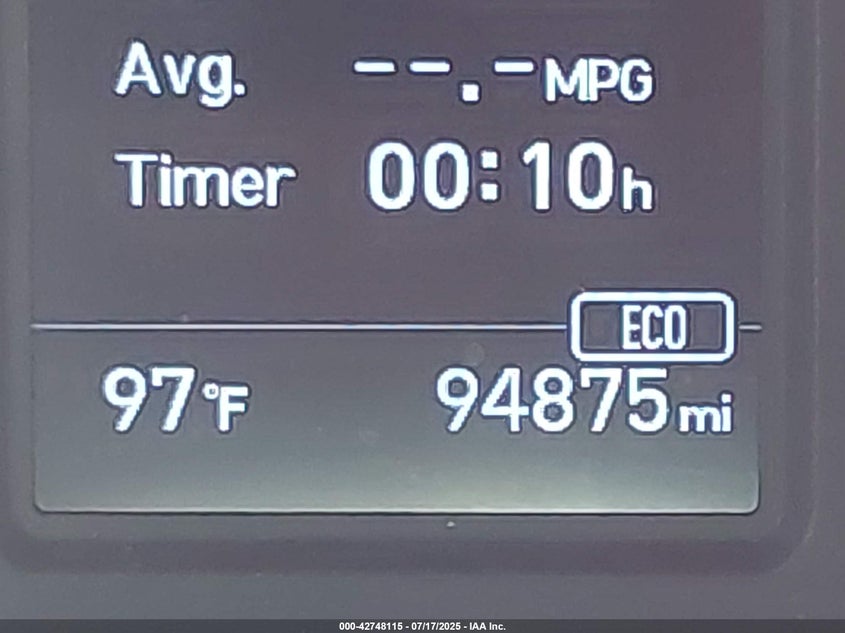 Avg. --.-MPG
Timer 00:10h
ECO
97°F 94875mi
000-42748115 - 07/17/2025 - IAA Inc.